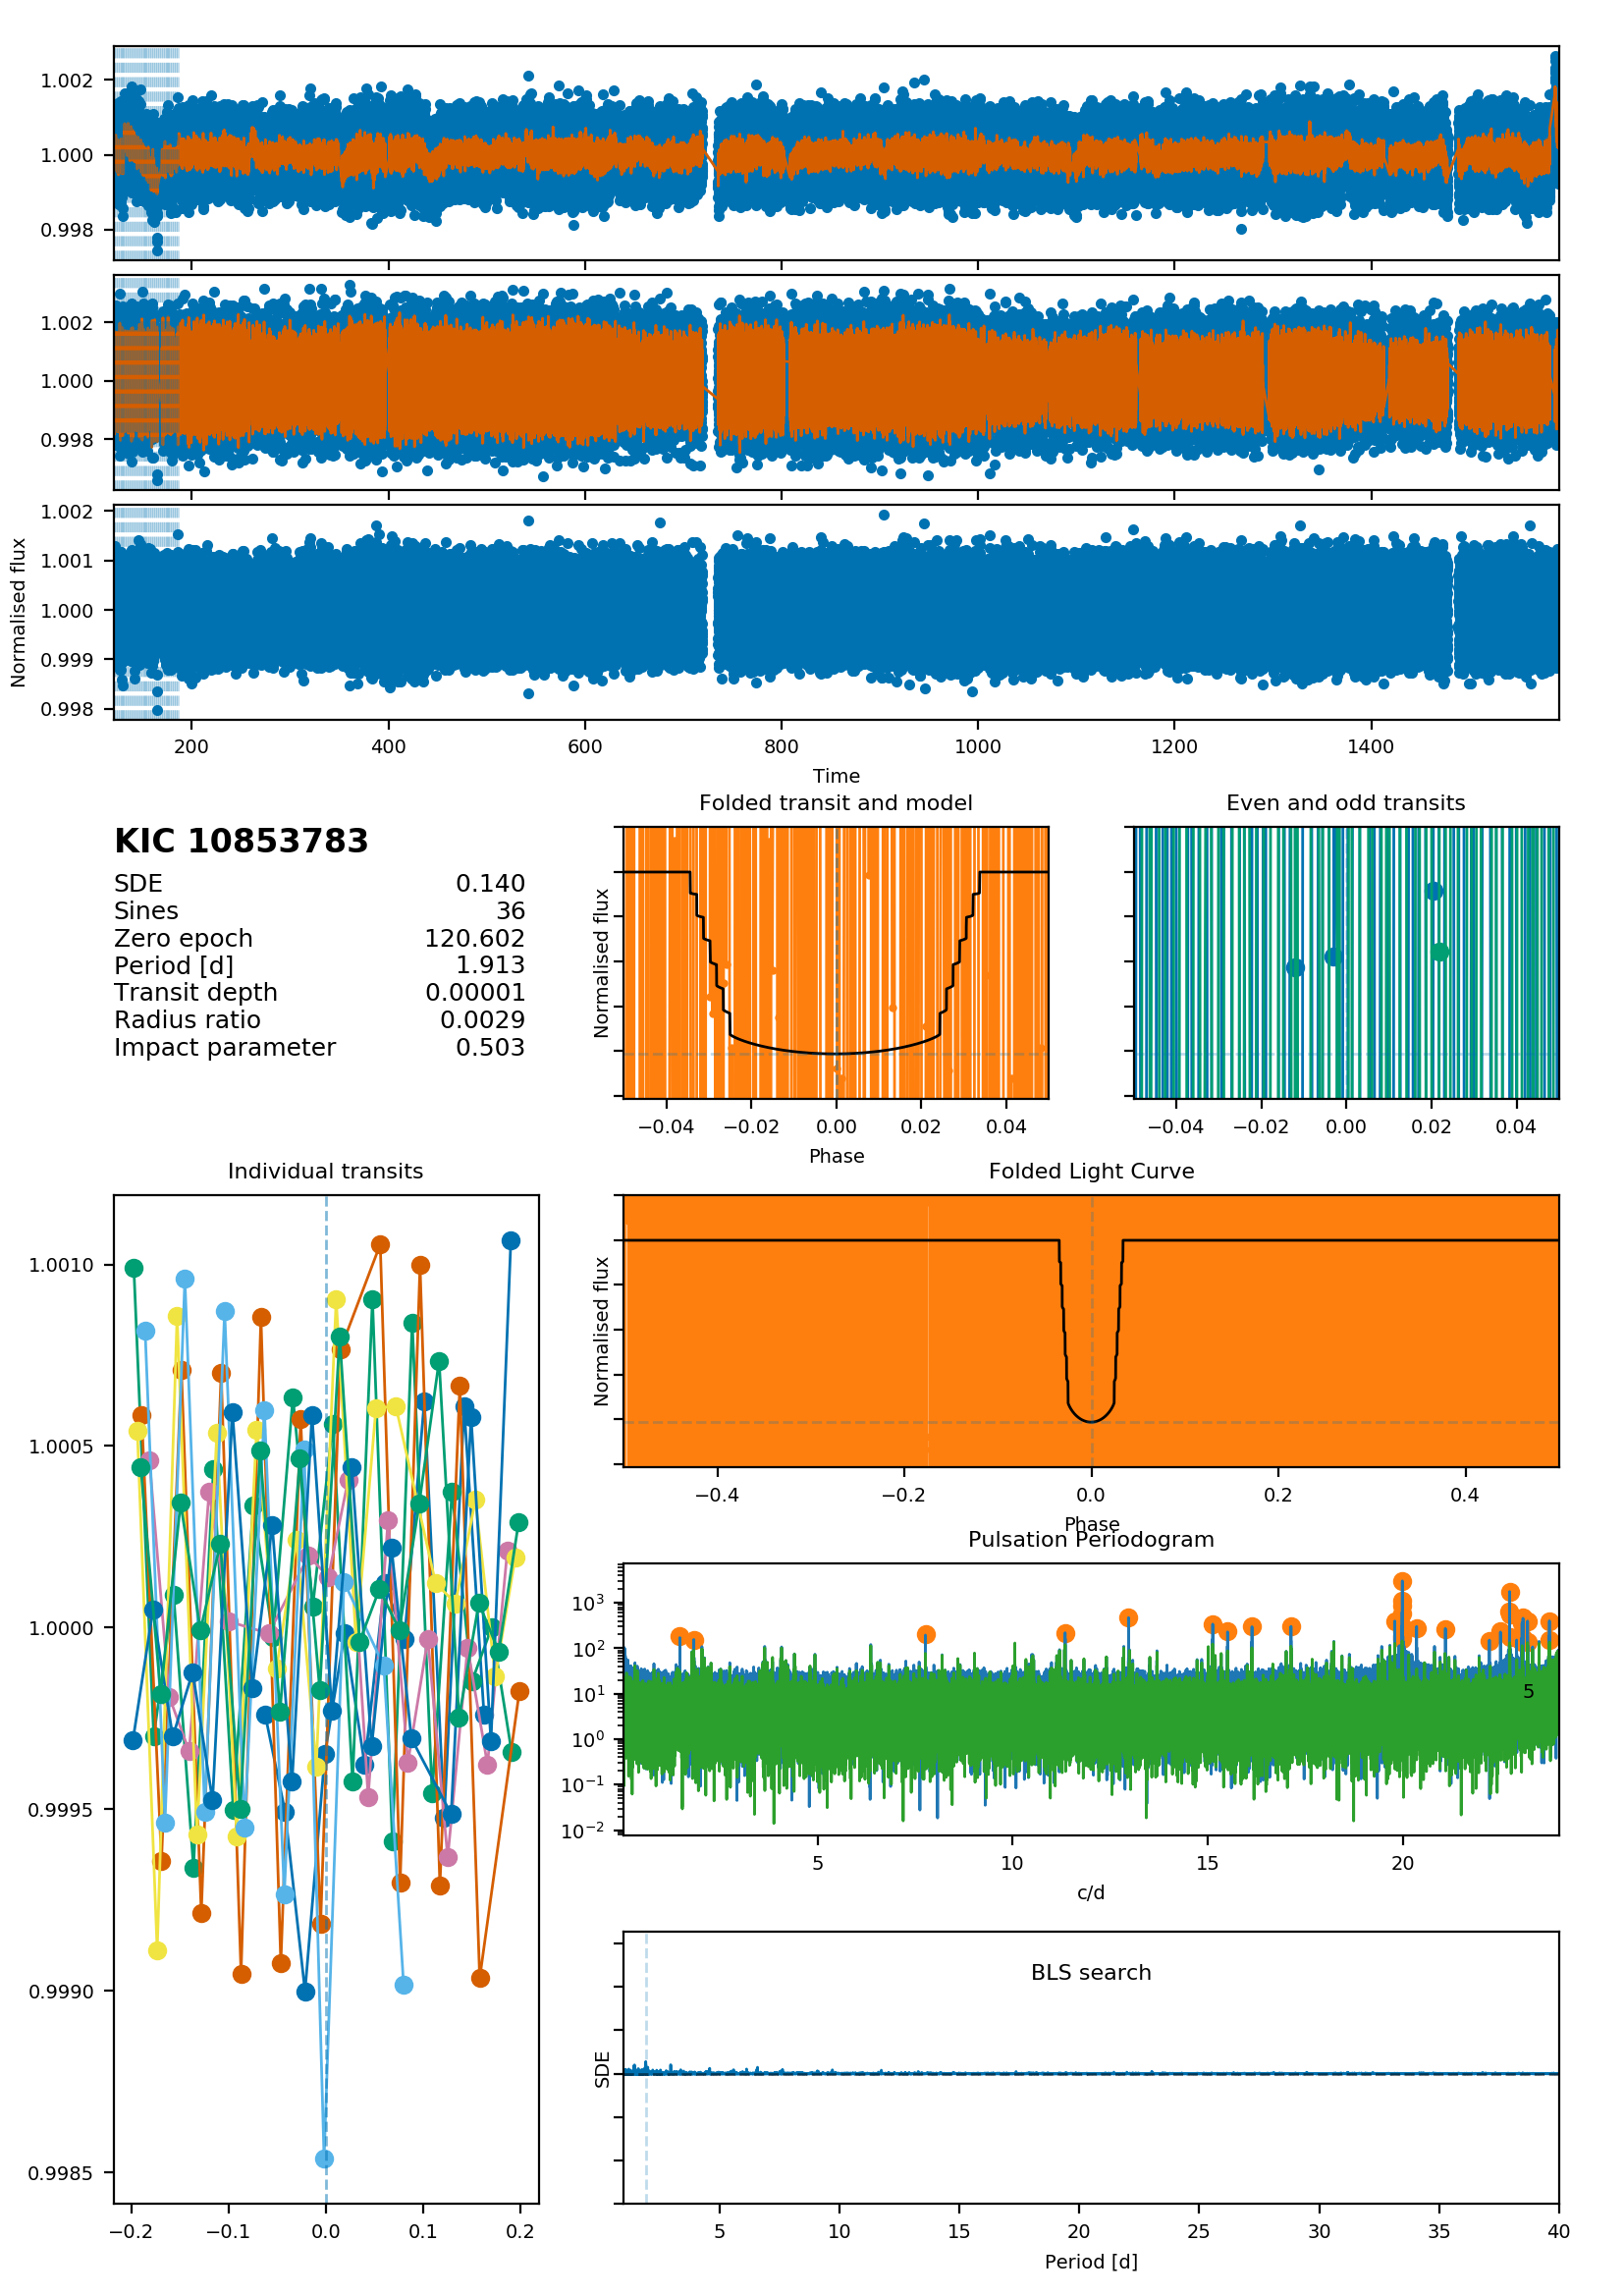 1.002
1.000
0.998
1.002
1.000
0.998
1.002
1.001
1.000
0.999
0.998
Normalised flux
200 400 600 800 1000 1200 1400
Time
KIC 10853783
SDE 0.140
Sines 36
Zero epoch 120.602
Period [d] 1.913
Transit depth 0.00001
Radius ratio 0.0029
Impact parameter 0.503
Folded transit and model
Normalised flux
−0.04 −0.02 0.00 0.02 0.04
Phase
Even and odd transits
−0.04 −0.02 0.00 0.02 0.04
Individual transits
1.0010
1.0005
1.0000
0.9995
0.9990
0.9985
−0.2 −0.1 0.0 0.1 0.2
Folded Light Curve
Normalised flux
−0.4 −0.2 0.0 0.2 0.4
Phase
Pulsation Periodogram
10³
10²
10¹
10⁰
10⁻¹
10⁻²
5
5 10 15 20
c/d
BLS search
SDE
5 10 15 20 25 30 35 40
Period [d]